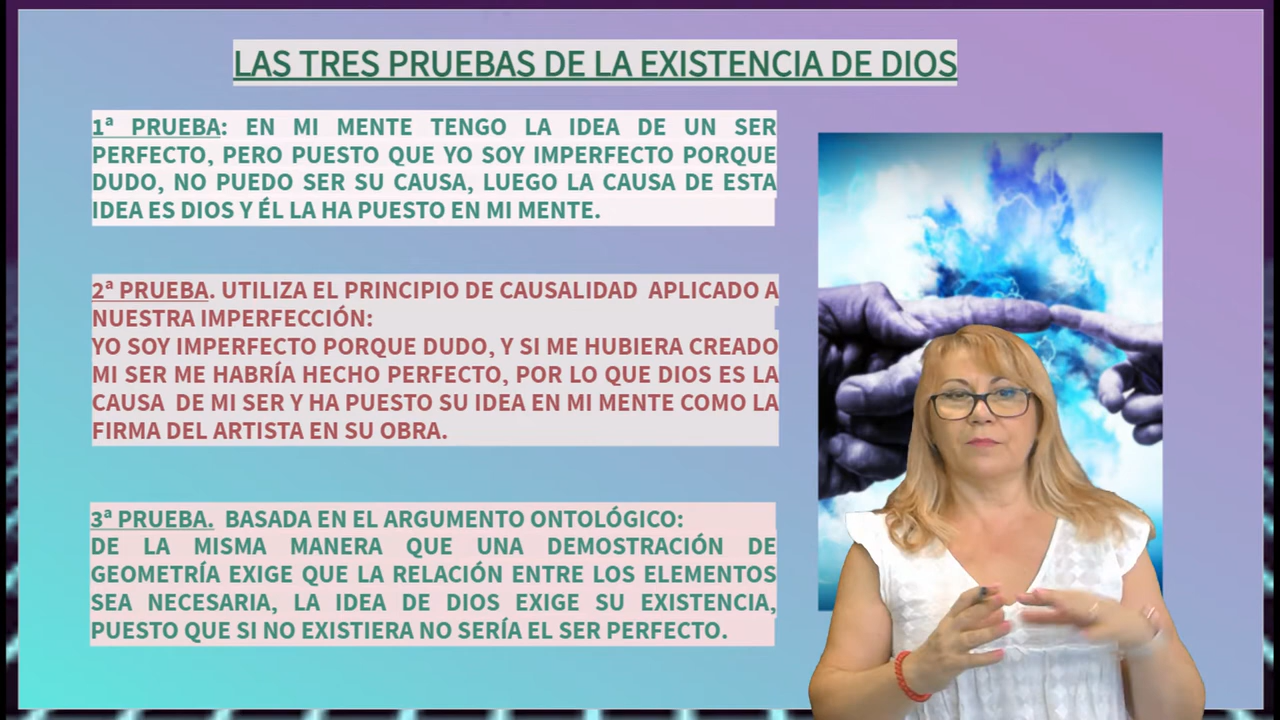 LAS TRES PRUEBAS DE LA EXISTENCIA DE DIOS
1ª PRUEBA: EN MI MENTE TENGO LA IDEA DE UN SER
PERFECTO, PERO PUESTO QUE YO SOY IMPERFECTO PORQUE
DUDO, NO PUEDO SER SU CAUSA, LUEGO LA CAUSA DE ESTA
IDEA ES DIOS Y ÉL LA HA PUESTO EN MI MENTE.
2ª PRUEBA. UTILIZA EL PRINCIPIO DE CAUSALIDAD APLICADO A
NUESTRA IMPERFECCIÓN:
YO SOY IMPERFECTO PORQUE DUDO, Y SI ME HUBIERA CREADO
MI SER ME HABRÍA HECHO PERFECTO, POR LO QUE DIOS ES LA
CAUSA DE MI SER Y HA PUESTO SU IDEA EN MI MENTE COMO LA
FIRMA DEL ARTISTA EN SU OBRA.
3ª PRUEBA. BASADA EN EL ARGUMENTO ONTOLÓGICO:
DE LA MISMA MANERA QUE UNA DEMOSTRACIÓN DE
GEOMETRÍA EXIGE QUE LA RELACIÓN ENTRE LOS ELEMENTOS
SEA NECESARIA, LA IDEA DE DIOS EXIGE SU EXISTENCIA,
PUESTO QUE SI NO EXISTIERA NO SERÍA EL SER PERFECTO.